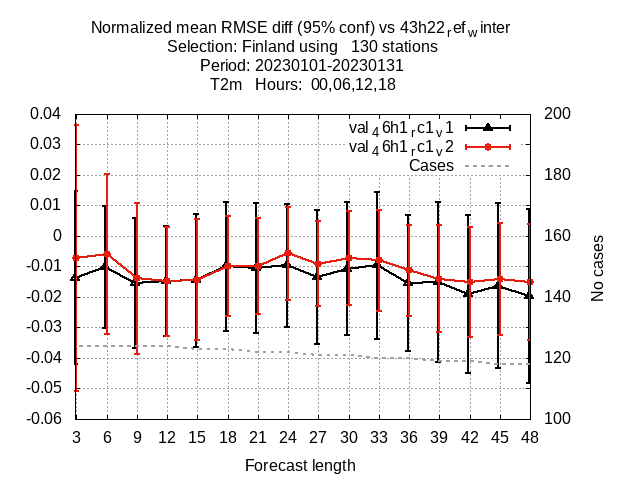 Normalized mean RMSE diff (95% conf) vs 43h22refwinter
Selection: Finland using   130 stations
Period: 20230101-20230131
T2m   Hours:  00,06,12,18
0.04 200
val46h1rc1v1
0.03
val46h1rc1v2
Cases
0.02 180
0.01
0 160
-0.01
-0.02 140
-0.03
-0.04 120
-0.05
-0.06 100
No cases
3 6 9 12 15 18 21 24 27 30 33 36 39 42 45 48
Forecast length